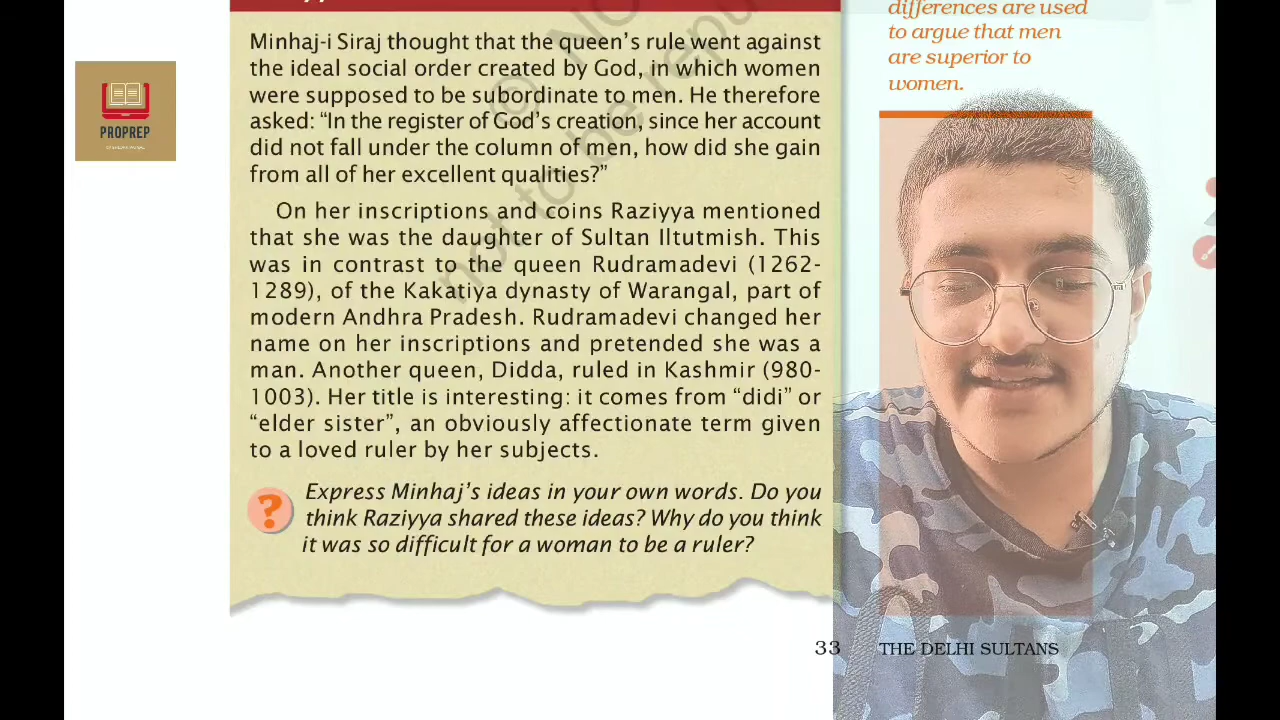 PROPREP
Minhaj-i Siraj thought that the queen's rule went against
the ideal social order created by God, in which women
were supposed to be subordinate to men. He therefore
asked: “In the register of God's creation, since her account
did not fall under the column of men, how did she gain
from all of her excellent qualities?”
On her inscriptions and coins Raziyya mentioned
that she was the daughter of Sultan Iltutmish. This
was in contrast to the queen Rudramadevi (1262-
1289), of the Kakatiya dynasty of Warangal, part of
modern Andhra Pradesh. Rudramadevi changed her
name on her inscriptions and pretended she was a
man. Another queen, Didda, ruled in Kashmir (980-
1003). Her title is interesting: it comes from “didi” or
“elder sister”, an obviously affectionate term given
to a loved ruler by her subjects.
?
Express Minhaj's ideas in your own words. Do you
think Raziyya shared these ideas? Why do you think
it was so difficult for a woman to be a ruler?
differences are used
to argue that men
are superior to
women.
© NO
not to be repu
33 THE DELHI SULTANS